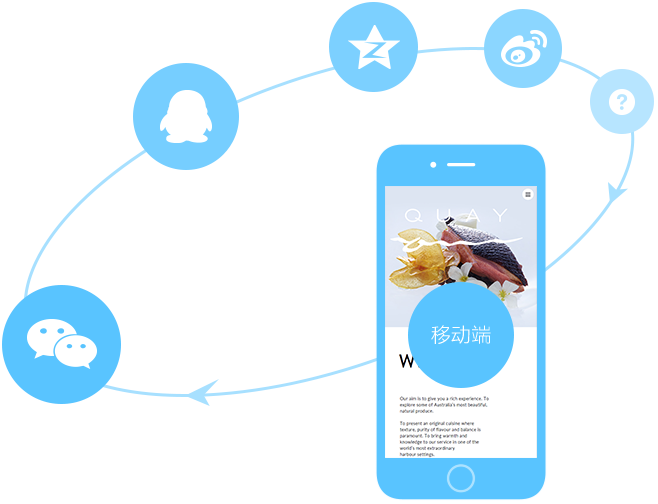 ?
QUAY
移动端
W
Our aim is to give you a rich experience. To
explore some of Australia's most beautiful,
natural produce.
To present an original cuisine where
texture, purity of flavour and balance is
paramount. To bring warmth and
knowledge to our service in one of the
world's most extraordinary
harbour settings.